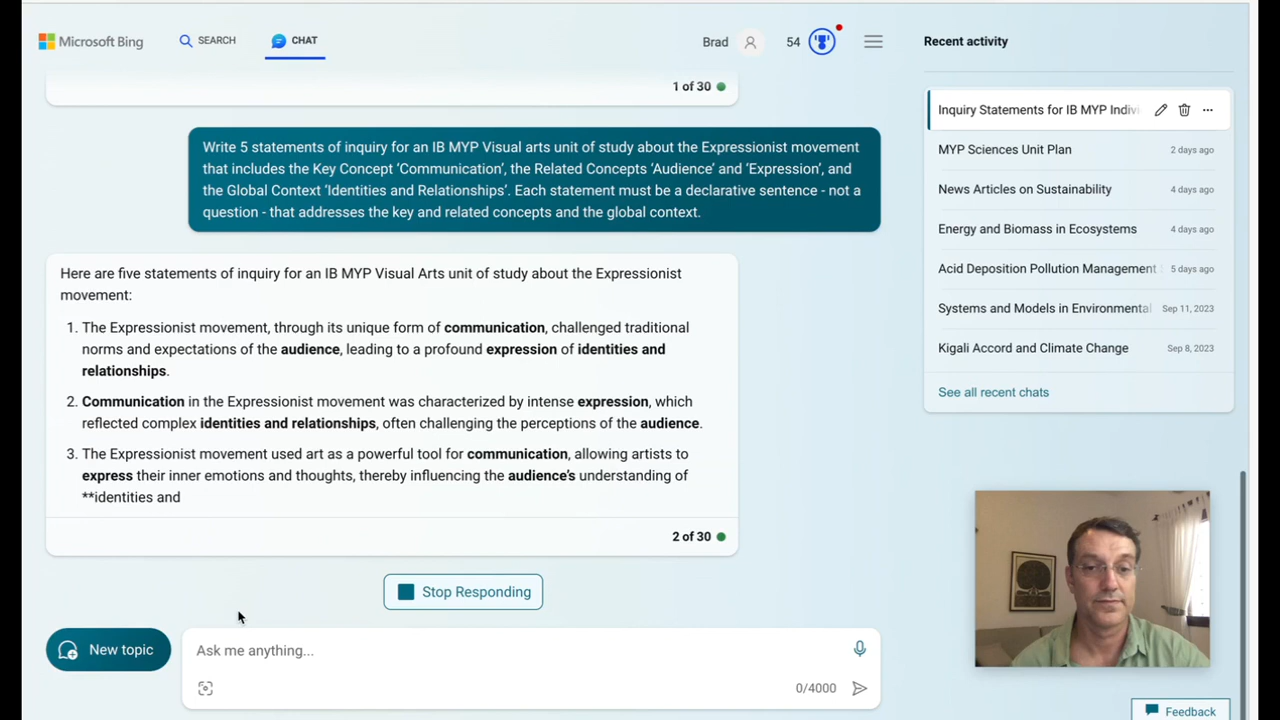 Microsoft Bing
SEARCH
CHAT
Brad
54
Recent activity
1 of 30
Write 5 statements of inquiry for an IB MYP Visual arts unit of study about the Expressionist movement
that includes the Key Concept ‘Communication’, the Related Concepts ‘Audience’ and ‘Expression’, and
the Global Context ‘Identities and Relationships’. Each statement must be a declarative sentence - not a
question - that addresses the key and related concepts and the global context.
Here are five statements of inquiry for an IB MYP Visual Arts unit of study about the Expressionist
movement:
1. The Expressionist movement, through its unique form of communication, challenged traditional
norms and expectations of the audience, leading to a profound expression of identities and
relationships.
2. Communication in the Expressionist movement was characterized by intense expression, which
reflected complex identities and relationships, often challenging the perceptions of the audience.
3. The Expressionist movement used art as a powerful tool for communication, allowing artists to
express their inner emotions and thoughts, thereby influencing the audience's understanding of
**identities and
2 of 30
Stop Responding
New topic
Ask me anything...
0/4000
Inquiry Statements for IB MYP Indivi
MYP Sciences Unit Plan 2 days ago
News Articles on Sustainability 4 days ago
Energy and Biomass in Ecosystems 4 days ago
Acid Deposition Pollution Management 5 days ago
Systems and Models in Environmental Sep 11, 2023
Kigali Accord and Climate Change Sep 8, 2023
See all recent chats
Feedback